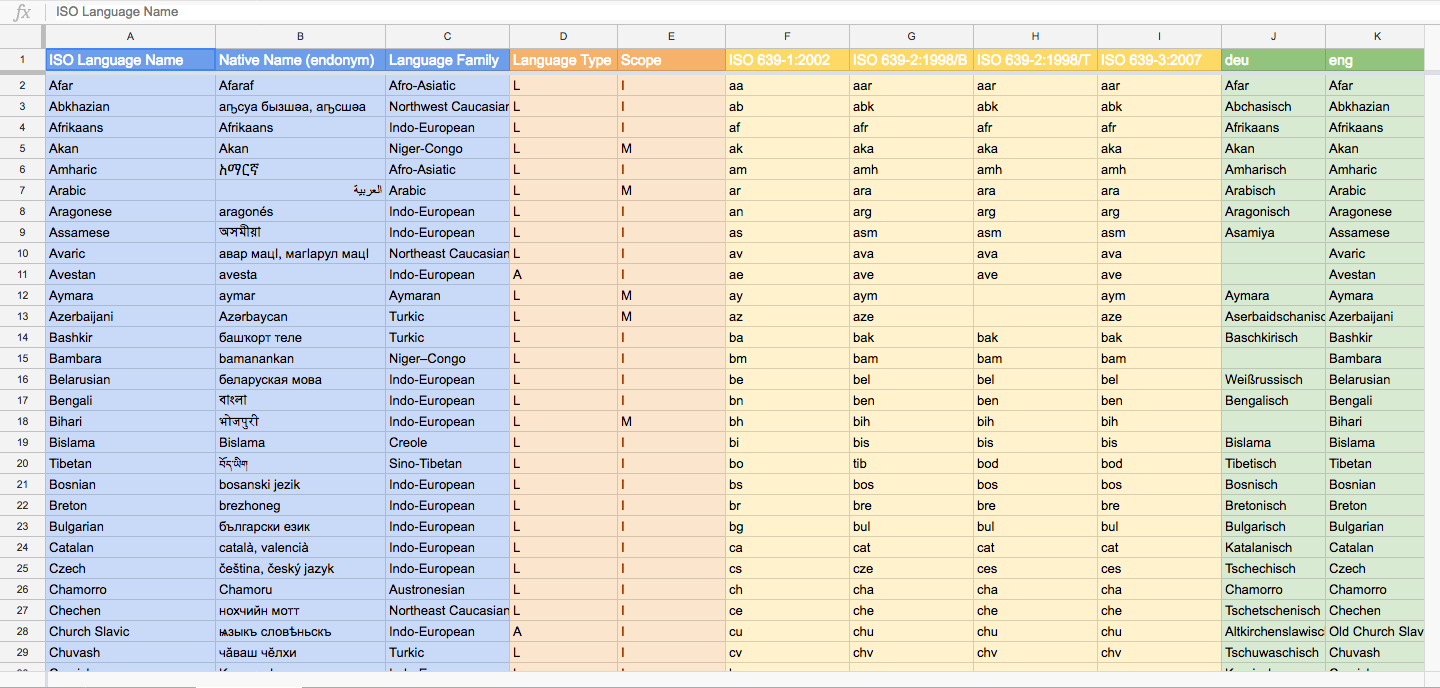 fx ISO Language Name
A B C D E F G H I J K
1 ISO Language Name Native Name (endonym) Language Family Language Type Scope ISO 639-1:2002 ISO 639-2:1998/B ISO 639-2:1998/T ISO 639-3:2007 deu eng
2 Afar Afaraf Afro-Asiatic L I aa aar aar aar Afar Afar
3 Abkhazian аҧсуа бызшәа, аҧсшәа Northwest Caucasian L I ab abk abk abk Abchasisch Abkhazian
4 Afrikaans Afrikaans Indo-European L I af afr afr afr Afrikaans Afrikaans
5 Akan Akan Niger-Congo L M ak aka aka aka Akan Akan
6 Amharic አማርኛ Afro-Asiatic L I am amh amh amh Amharisch Amharic
7 Arabic العربية Arabic L M ar ara ara ara Arabisch Arabic
8 Aragonese aragonés Indo-European L I an arg arg arg Aragonisch Aragonese
9 Assamese অসমীয়া Indo-European L I as asm asm asm Asamiya Assamese
10 Avaric авар мацӀ, магӀарул мацӀ Northeast Caucasian L I av ava ava ava Avaric
11 Avestan avesta Indo-European A I ae ave ave ave Avestan
12 Aymara aymar Aymaran L M ay aym aym Aymara Aymara
13 Azerbaijani Azərbaycan Turkic L M az aze aze Aserbaidschanisc Azerbaijani
14 Bashkir башҡорт теле Turkic L I ba bak bak bak Baschkirisch Bashkir
15 Bambara bamanankan Niger–Congo L I bm bam bam bam Bambara
16 Belarusian беларуская мова Indo-European L I be bel bel bel Weißrussisch Belarusian
17 Bengali বাংলা Indo-European L I bn ben ben ben Bengalisch Bengali
18 Bihari भोजपुरी Indo-European L M bh bih bih bih Bihari
19 Bislama Bislama Creole L I bi bis bis bis Bislama Bislama
20 Tibetan བོད་ཡིག Sino-Tibetan L I bo tib bod bod Tibetisch Tibetan
21 Bosnian bosanski jezik Indo-European L I bs bos bos bos Bosnisch Bosnian
22 Breton brezhoneg Indo-European L I br bre bre bre Bretonisch Breton
23 Bulgarian български език Indo-European L I bg bul bul bul Bulgarisch Bulgarian
24 Catalan català, valencià Indo-European L I ca cat cat cat Katalanisch Catalan
25 Czech čeština, český jazyk Indo-European L I cs cze ces ces Tschechisch Czech
26 Chamorro Chamoru Austronesian L I ch cha cha cha Chamorro Chamorro
27 Chechen нохчийн мотт Northeast Caucasian L I ce che che che Tschetschenisch Chechen
28 Church Slavic ѩзыкъ словѣньскъ Indo-European A I cu chu chu chu Altkirchenslawisc Old Church Slav
29 Chuvash чӑваш чӗлхи Turkic L I cv chv chv chv Tschuwaschisch Chuvash